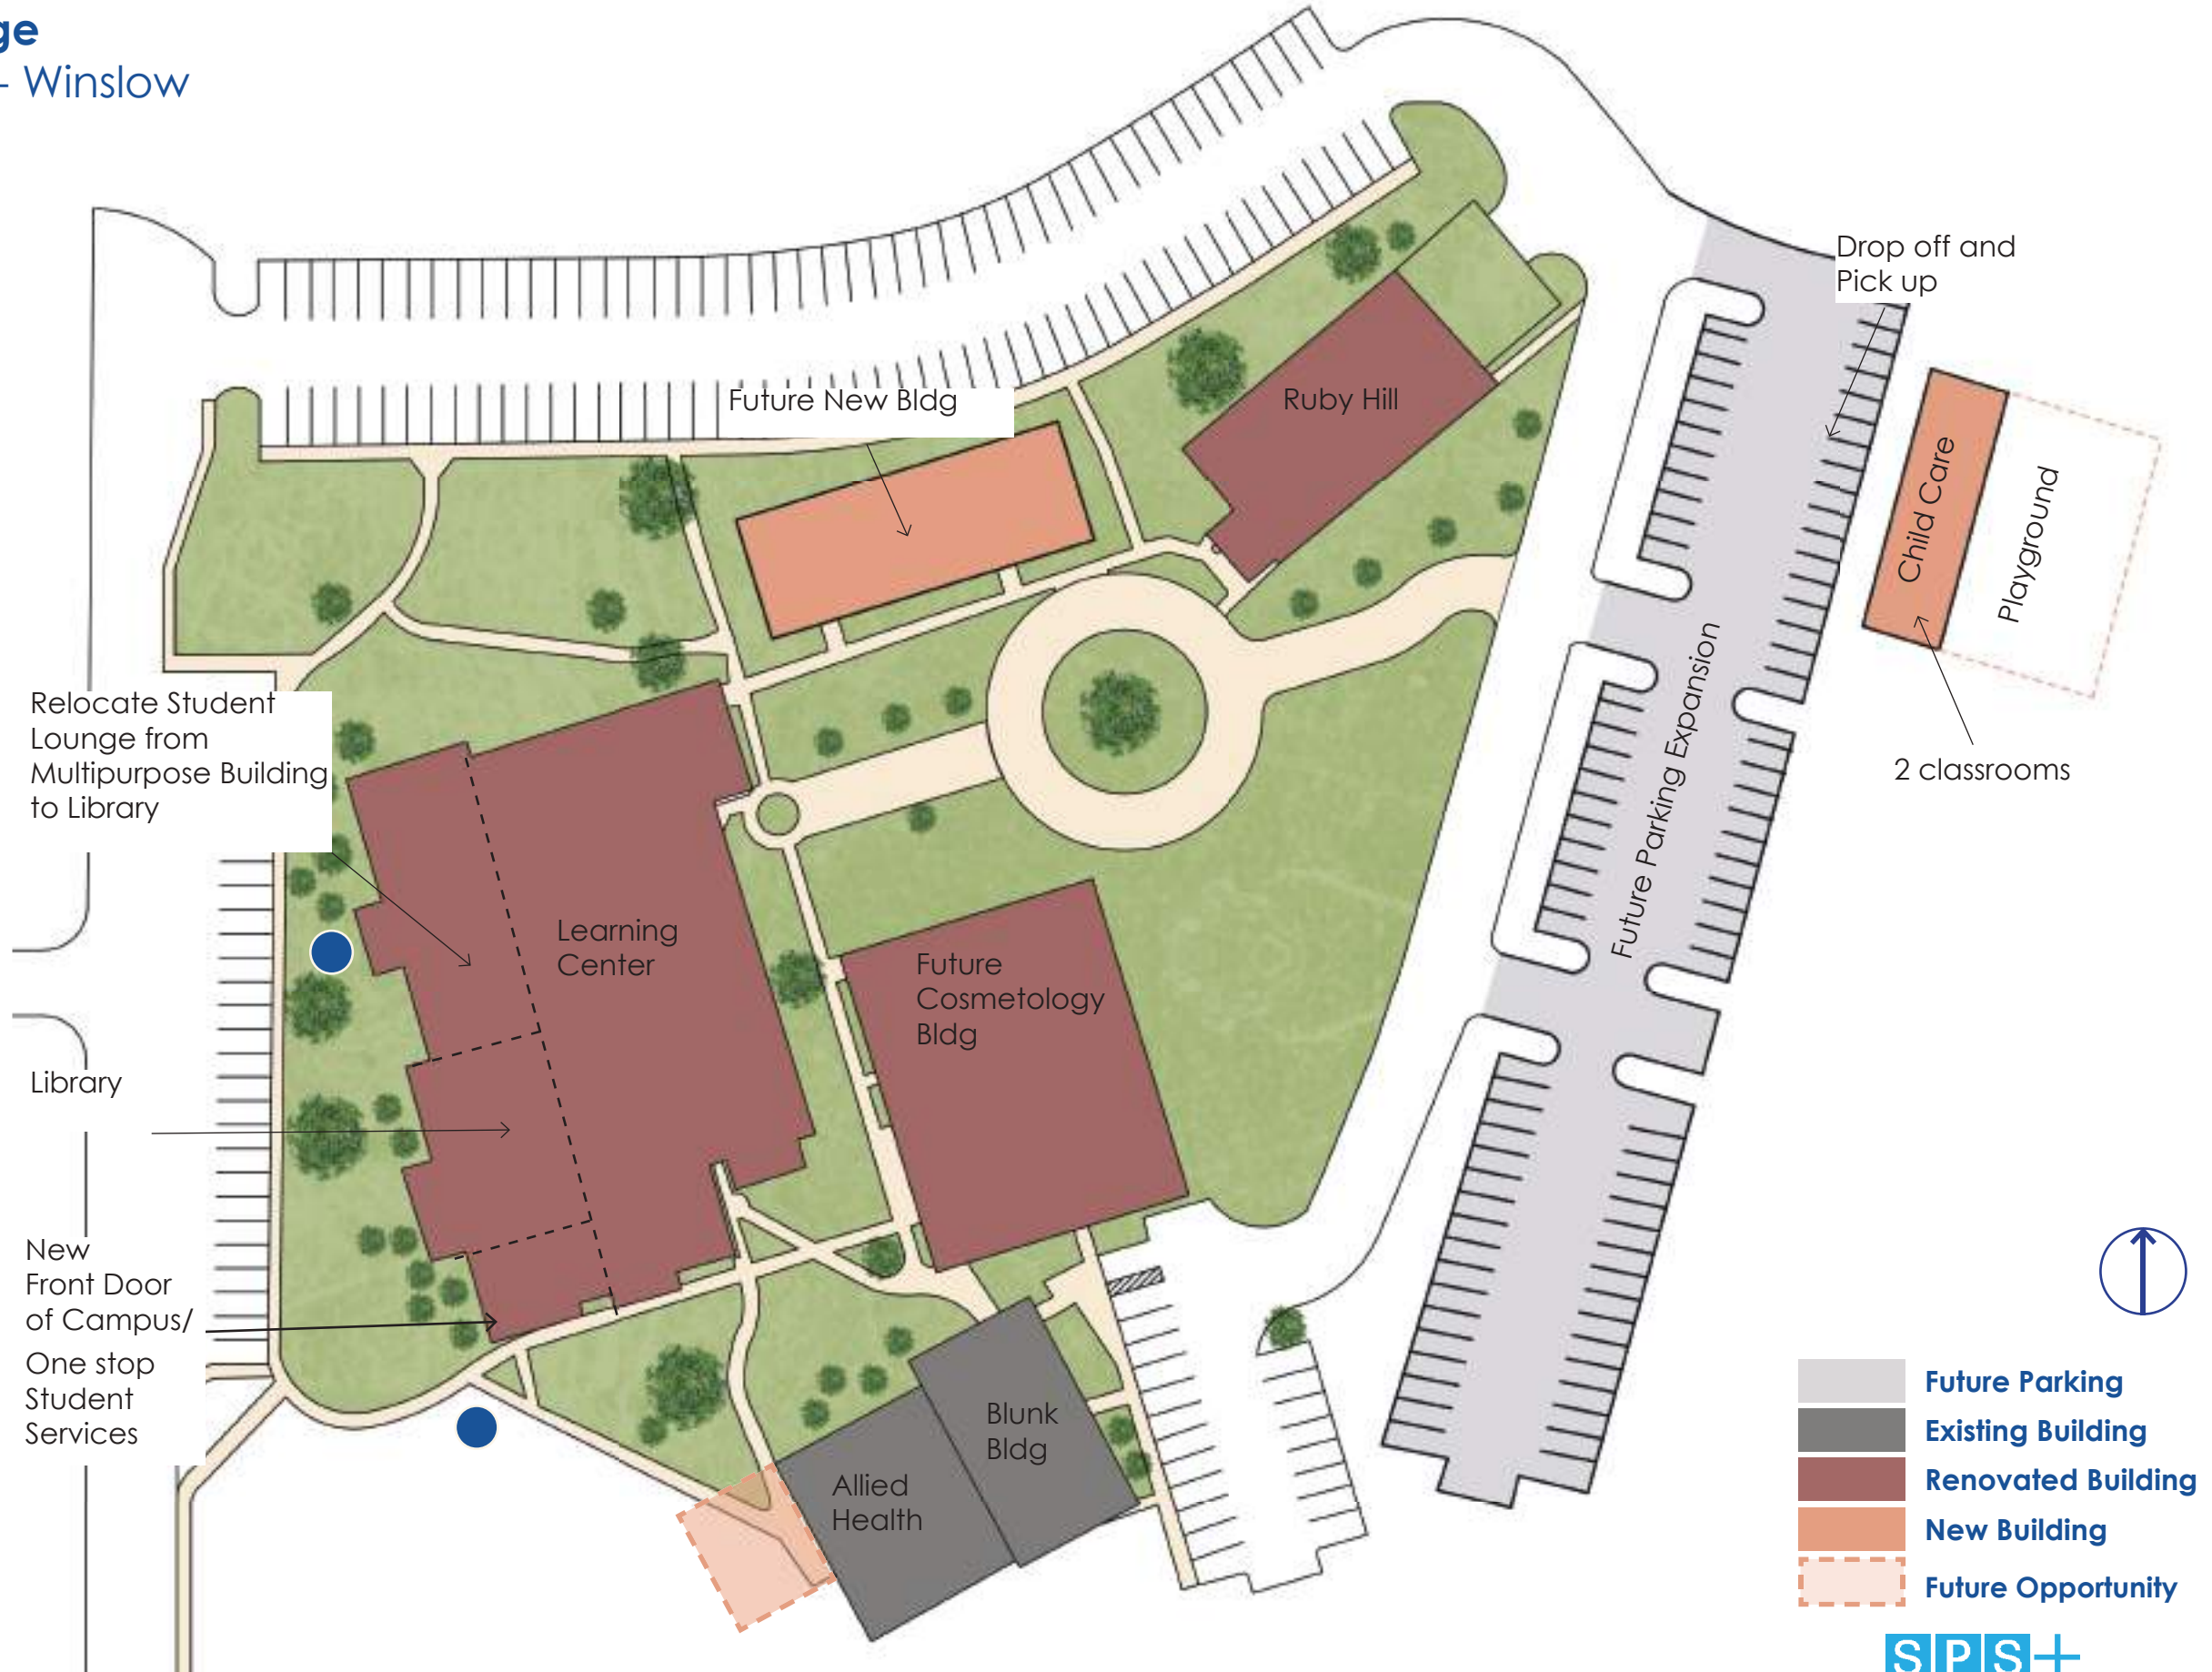 ge
- Winslow
Drop off and
Pick up
Future New Bldg
Ruby Hill
Child Care
Playground
Future Parking Expansion
2 classrooms
Relocate Student
Lounge from
Multipurpose Building
to Library
Learning
Center
Future
Cosmetology
Bldg
Library
New
Front Door
of Campus/
One stop
Student
Services
Blunk
Bldg
Allied
Health
Future Parking
Existing Building
Renovated Building
New Building
Future Opportunity
SPS+